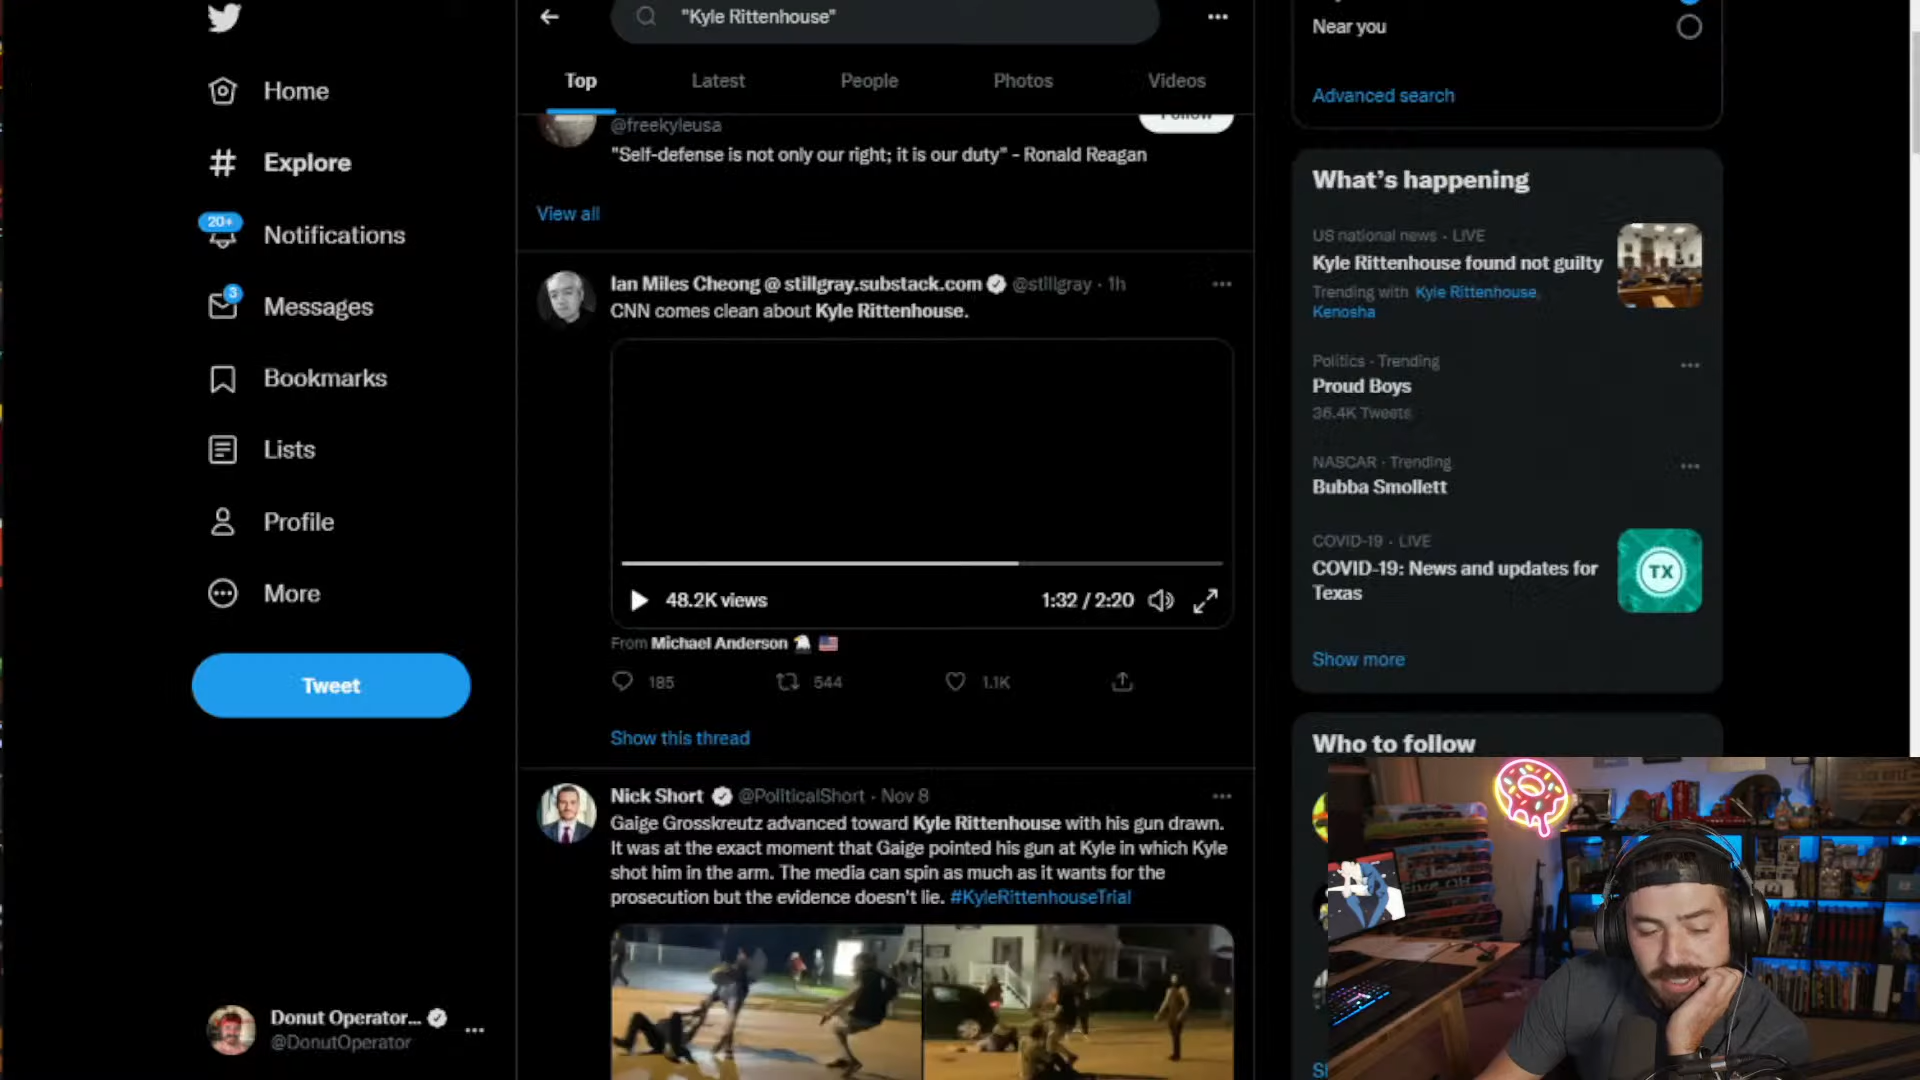 "Kyle Rittenhouse"
Top
Latest
People
Photos
Videos
Home
Explore
20+
Notifications
3
Messages
Bookmarks
Lists
Profile
More
Tweet
Donut Operator...
@DonutOperator
@freekyleusa
Follow
"Self-defense is not only our right; it is our duty" - Ronald Reagan
View all
Ian Miles Cheong @ stillgray.substack.com @stillgray · 1h
CNN comes clean about Kyle Rittenhouse.
48.2K views
1:32 / 2:20
From Michael Anderson
185
544
1.1K
Show this thread
Nick Short @PoliticalShort · Nov 8
Gaige Grosskreutz advanced toward Kyle Rittenhouse with his gun drawn.
It was at the exact moment that Gaige pointed his gun at Kyle in which Kyle
shot him in the arm. The media can spin as much as it wants for the
prosecution but the evidence doesn't lie. #KyleRittenhouseTrial
Near you
Advanced search
What's happening
US national news · LIVE
Kyle Rittenhouse found not guilty
Trending with Kyle Rittenhouse,
Kenosha
Politics · Trending
Proud Boys
36.4K Tweets
NASCAR · Trending
Bubba Smollett
COVID-19 · LIVE
COVID-19: News and updates for
Texas
TX
Show more
Who to follow